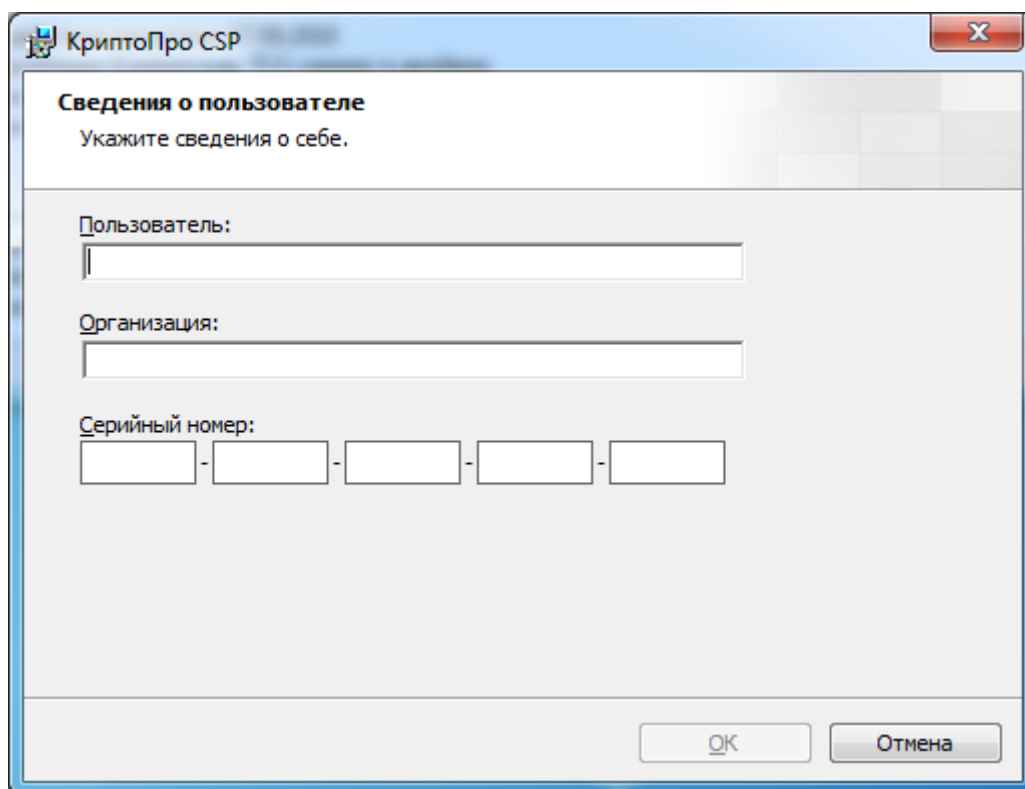 КриптоПро CSP
Сведения о пользователе
Укажите сведения о себе.
Пользователь:
Организация:
Серийный номер:
- - - -
OK
Отмена